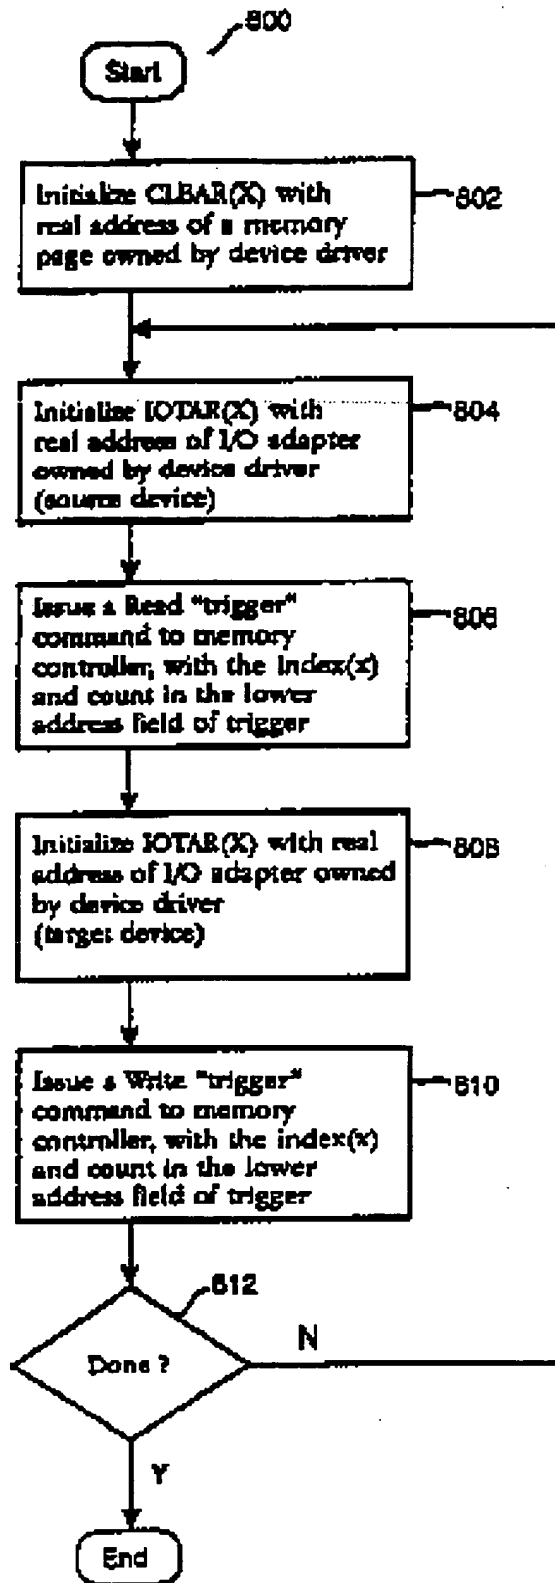 800
Start
Initialize CLEAR(X) with
real address of a memory
page owned by device driver
802
Initialize IOTAR(X) with
real address of I/O adapter
owned by device driver
(source device)
804
Issue a Read "trigger"
command to memory
controller, with the index(x)
and count in the lower
address field of trigger
806
Initialize IOTAR(X) with real
address of I/O adapter owned
by device driver
(target device)
808
Issue a Write "trigger"
command to memory
controller, with the index(x)
and count in the lower
address field of trigger
810
812
Done ?
N
Y
End